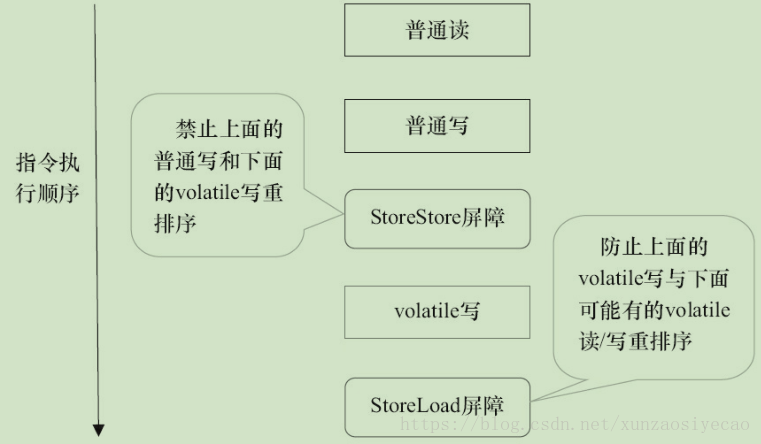 普通读
普通写
禁止上面的
普通写和下面
的volatile写重
排序
指令执
行顺序
StoreStore屏障
防止上面的
volatile写与下面
可能有的volatile
读/写重排序
volatile写
StoreLoad屏障
https://blog.csdn.net/xunzaosiyecao